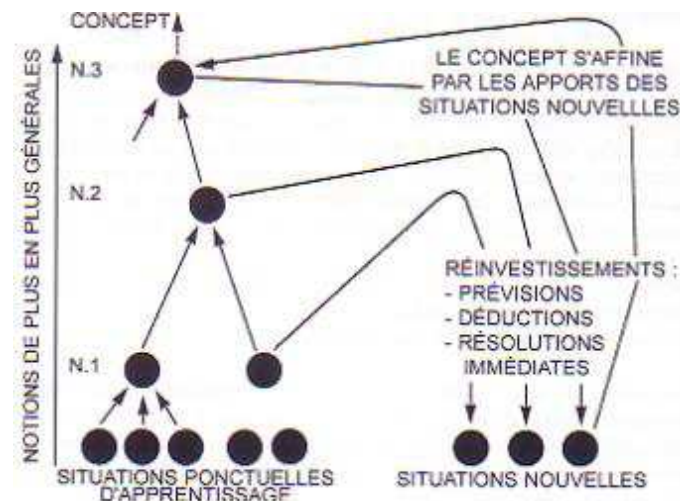 CONCEPT
N.3
LE CONCEPT S'AFFINE
PAR LES APPORTS DES
SITUATIONS NOUVELLLES
NOTIONS DE PLUS EN PLUS GÉNÉRALES
N.2
RÉINVESTISSEMENTS :
- PRÉVISIONS
- DÉDUCTIONS
- RÉSOLUTIONS
IMMÉDIATES
N.1
SITUATIONS PONCTUELLES
D'APPRENTISSAGE
SITUATIONS NOUVELLES